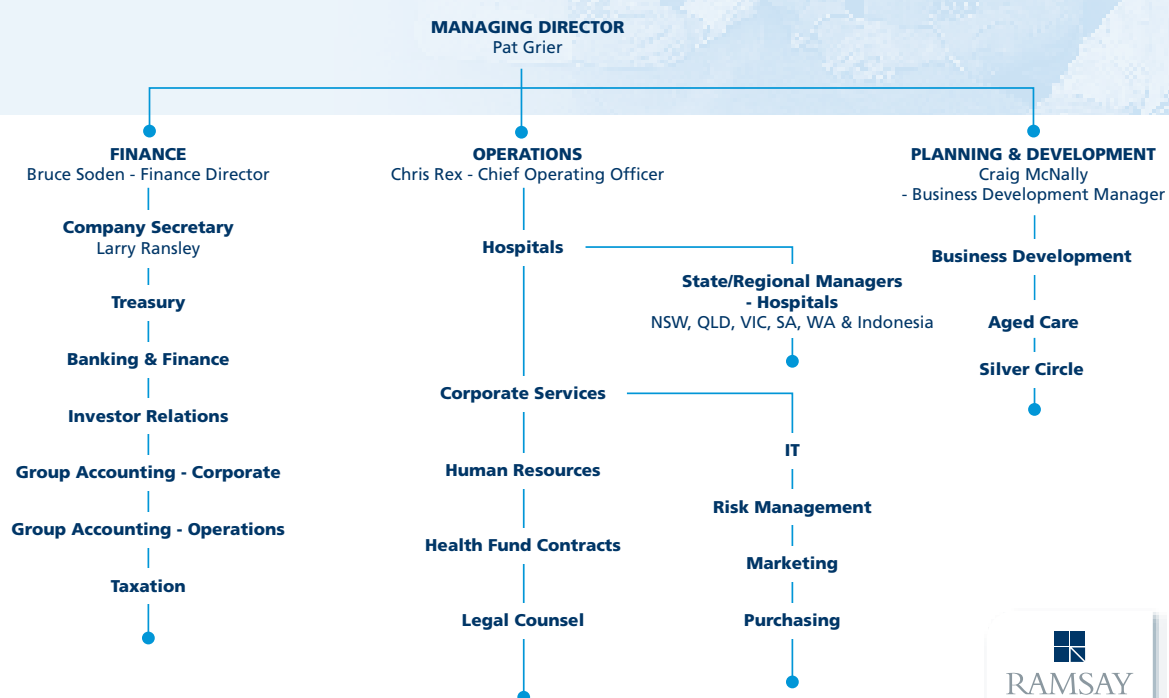 MANAGING DIRECTOR
Pat Grier
FINANCE
Bruce Soden - Finance Director
Company Secretary
Larry Ransley
Treasury
Banking & Finance
Investor Relations
Group Accounting - Corporate
Group Accounting - Operations
Taxation
OPERATIONS
Chris Rex - Chief Operating Officer
Hospitals
State/Regional Managers
- Hospitals
NSW, QLD, VIC, SA, WA & Indonesia
Corporate Services
IT
Risk Management
Marketing
Purchasing
Human Resources
Health Fund Contracts
Legal Counsel
PLANNING & DEVELOPMENT
Craig McNally
- Business Development Manager
Business Development
Aged Care
Silver Circle
RAMSAY